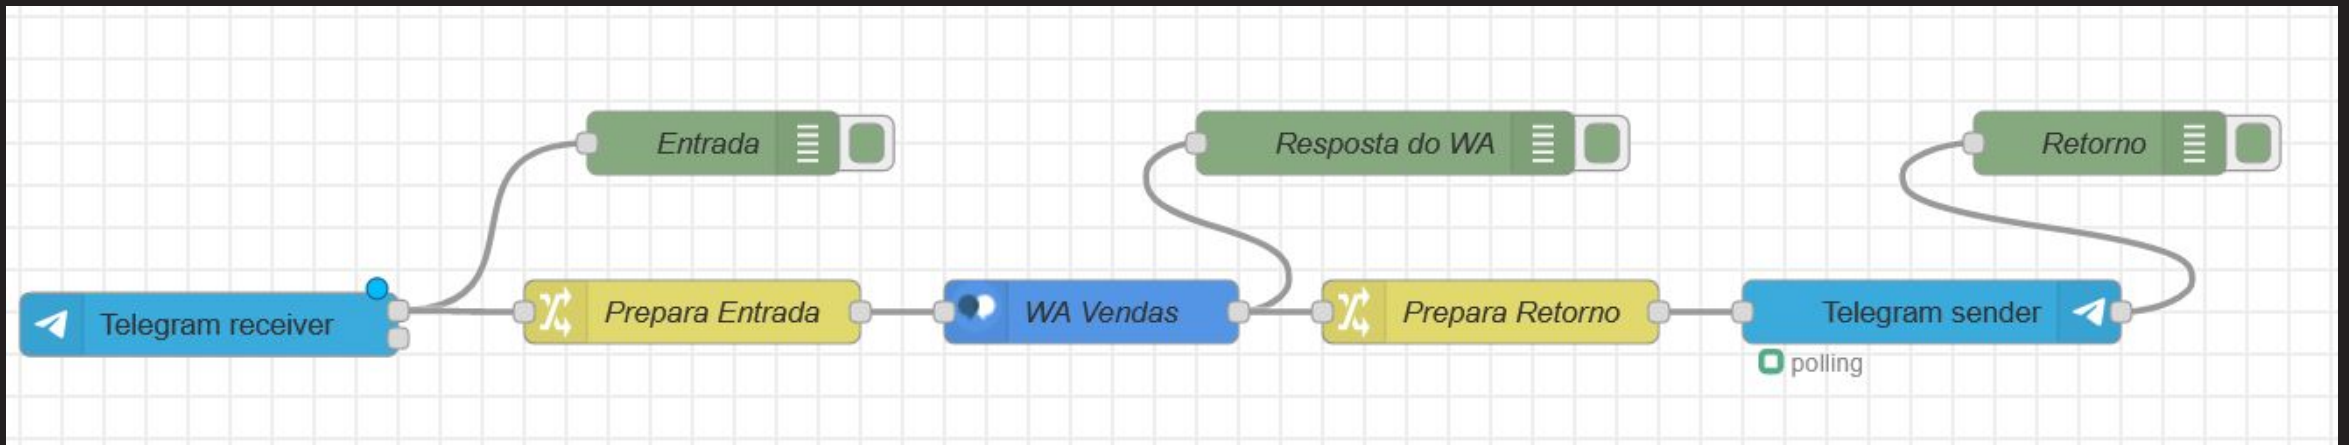 Entrada
Resposta do WA
Retorno
Telegram receiver
Prepara Entrada
WA Vendas
Prepara Retorno
Telegram sender
polling